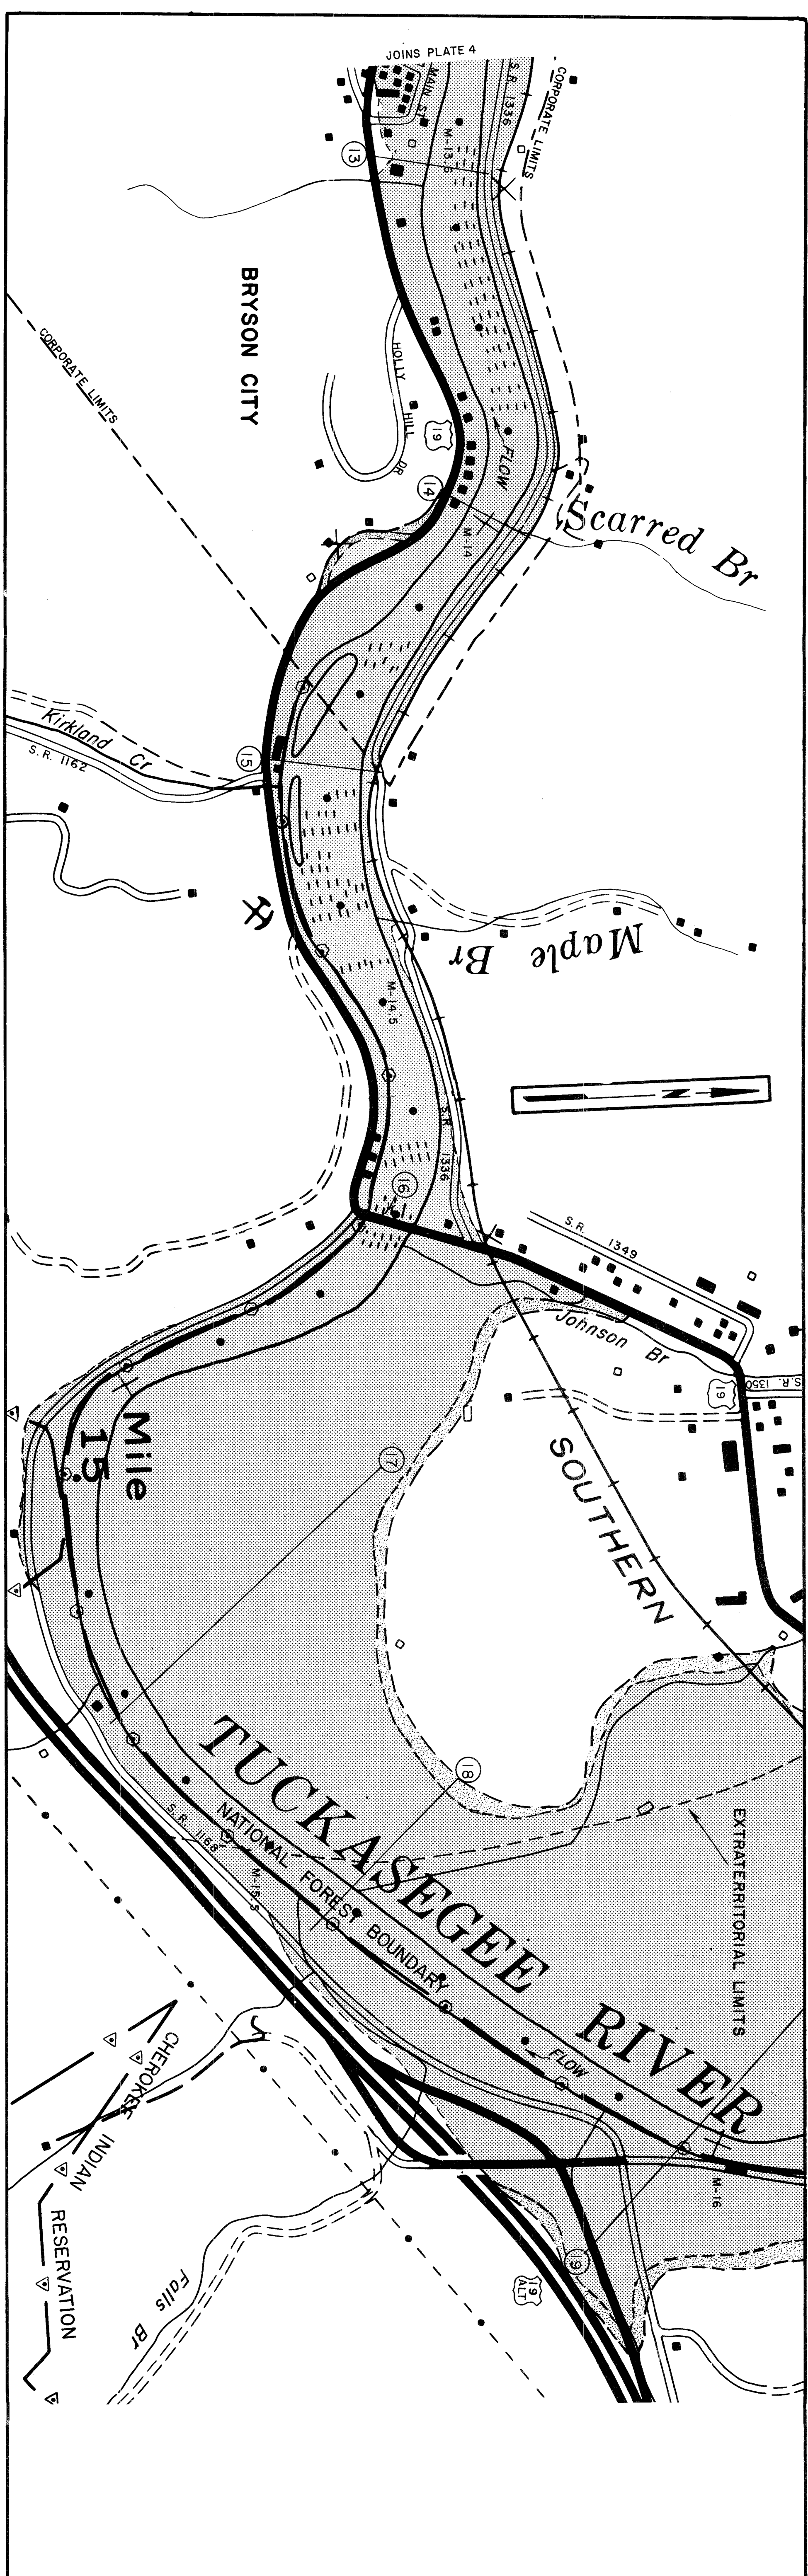 JOINS PLATE 4
CORPORATE LIMITS
S. R. 1336
MAIN ST
M-13.5
13
BRYSON CITY
CORPORATE LIMITS
HOLLY HILL DR
19
FLOW
14
M-14
Scarred Br
Kirkland Cr
S. R. 1162
15
Maple Br
M-14.5
N
S. R. 1336
16
S. R. 1349
Johnson Br
19
S. R. 1350
Mile
15
17
SOUTHERN
18
TUCKASEGEE RIVER
NATIONAL FOREST BOUNDARY
S. R. 1168
M-15.5
EXTRATERRITORIAL LIMITS
FLOW
M-16
CHEROKEE INDIAN RESERVATION
19
19
ALT
Falls Br